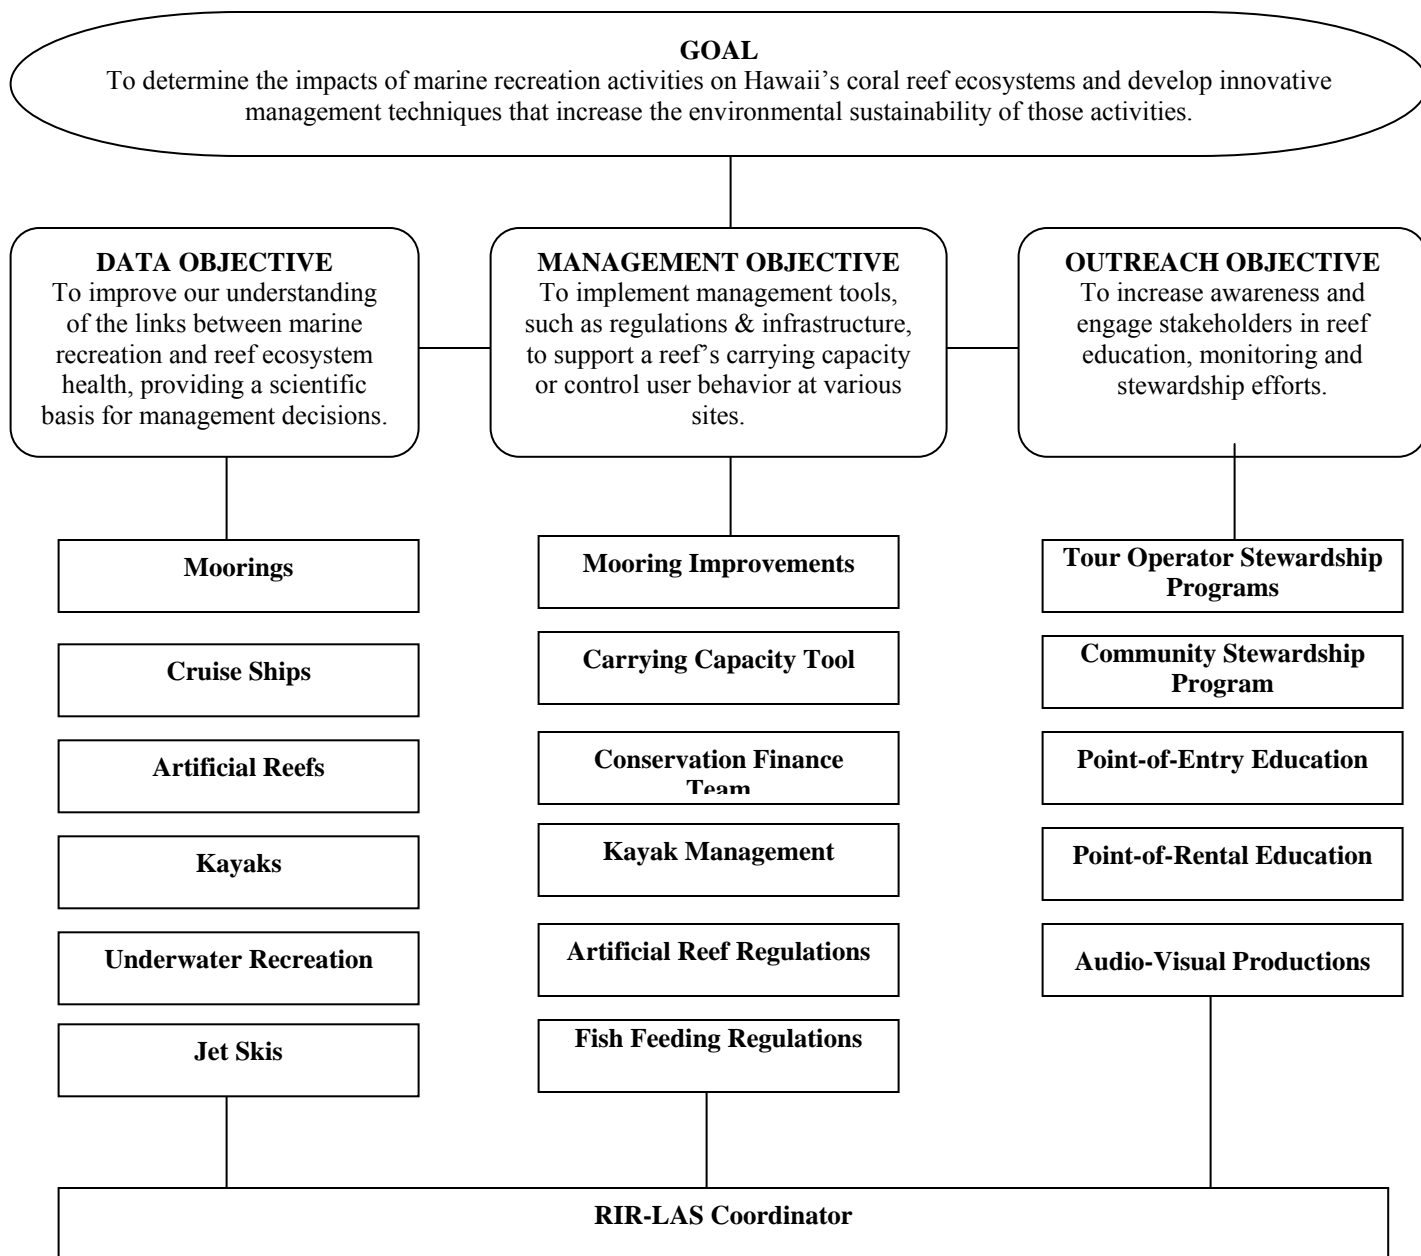 GOAL
To determine the impacts of marine recreation activities on Hawaii’s coral reef ecosystems and develop innovative
management techniques that increase the environmental sustainability of those activities.
DATA OBJECTIVE
To improve our understanding
of the links between marine
recreation and reef ecosystem
health, providing a scientific
basis for management decisions.
MANAGEMENT OBJECTIVE
To implement management tools,
such as regulations & infrastructure,
to support a reef’s carrying capacity
or control user behavior at various
sites.
OUTREACH OBJECTIVE
To increase awareness and
engage stakeholders in reef
education, monitoring and
stewardship efforts.
Moorings
Cruise Ships
Artificial Reefs
Kayaks
Underwater Recreation
Jet Skis
Mooring Improvements
Carrying Capacity Tool
Conservation Finance
Team
Kayak Management
Artificial Reef Regulations
Fish Feeding Regulations
Tour Operator Stewardship
Programs
Community Stewardship
Program
Point-of-Entry Education
Point-of-Rental Education
Audio-Visual Productions
RIR-LAS Coordinator